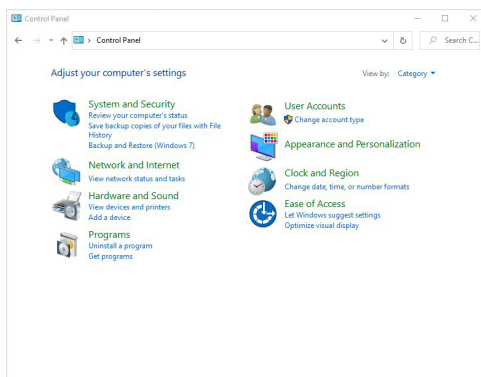 Control Panel
Control Panel
Search C...
Adjust your computer's settings
View by: Category
System and Security
Review your computer's status
Save backup copies of your files with File
History
Backup and Restore (Windows 7)
Network and Internet
View network status and tasks
Hardware and Sound
View devices and printers
Add a device
Programs
Uninstall a program
Get programs
User Accounts
Change account type
Appearance and Personalization
Clock and Region
Change date, time, or number formats
Ease of Access
Let Windows suggest settings
Optimize visual display